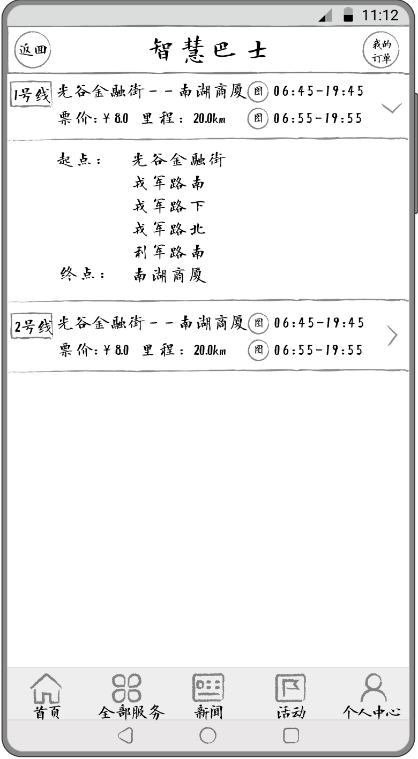 11:12
返回 智慧巴士 我的订单
1号线 光谷金融街--南湖商厦 图 06:45-19:45
票价:¥8.0 里程: 20.0km 图 06:55-19:55
起点: 光谷金融街
戎军路南
戎军路下
戎军路北
利军路南
终点: 南湖商厦
2号线 光谷金融街--南湖商厦 图 06:45-19:45
票价:¥8.0 里程: 20.0km 图 06:55-19:55
首页 全部服务 新闻 活动 个人中心